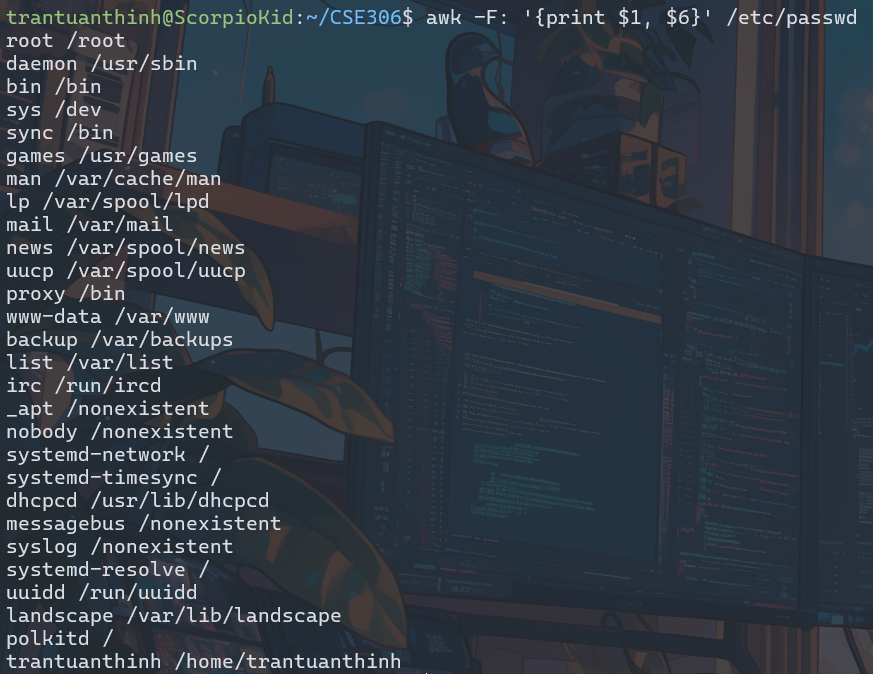 trantuanthinh@ScorpioKid:~/CSE306$ awk -F: '{print $1, $6}' /etc/passwd
root /root
daemon /usr/sbin
bin /bin
sys /dev
sync /bin
games /usr/games
man /var/cache/man
lp /var/spool/lpd
mail /var/mail
news /var/spool/news
uucp /var/spool/uucp
proxy /bin
www-data /var/www
backup /var/backups
list /var/list
irc /run/ircd
_apt /nonexistent
nobody /nonexistent
systemd-network /
systemd-timesync /
dhcpcd /usr/lib/dhcpcd
messagebus /nonexistent
syslog /nonexistent
systemd-resolve /
uuidd /run/uuidd
landscape /var/lib/landscape
polkitd /
trantuanthinh /home/trantuanthinh